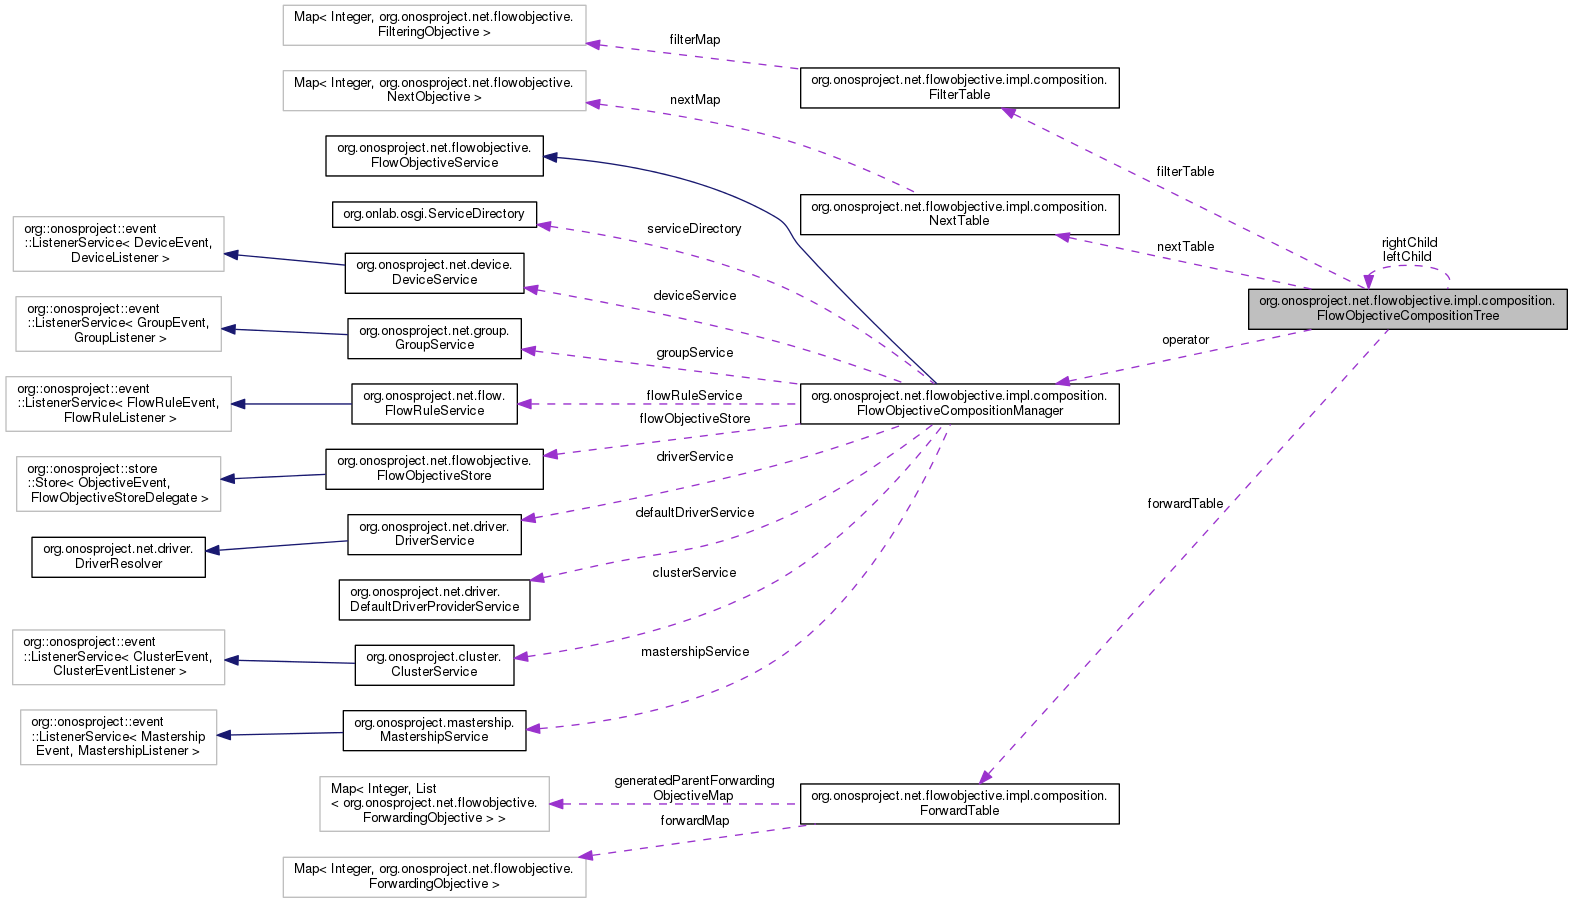 Map< Integer, org.onosproject.net.flowobjective.
FilteringObjective >
filterMap
org.onosproject.net.flowobjective.impl.composition.
FilterTable
Map< Integer, org.onosproject.net.flowobjective.
NextObjective >
nextMap
org.onosproject.net.flowobjective.
FlowObjectiveService
filterTable
org.onosproject.net.flowobjective.impl.composition.
NextTable
org.onlab.osgi.ServiceDirectory
serviceDirectory
nextTable
rightChild
leftChild
org::onosproject::event
::ListenerService< DeviceEvent,
DeviceListener >
org.onosproject.net.device.
DeviceService
deviceService
org.onosproject.net.flowobjective.impl.composition.
FlowObjectiveCompositionTree
org::onosproject::event
::ListenerService< GroupEvent,
GroupListener >
org.onosproject.net.group.
GroupService
groupService
operator
org::onosproject::event
::ListenerService< FlowRuleEvent,
FlowRuleListener >
org.onosproject.net.flow.
FlowRuleService
flowRuleService
org.onosproject.net.flowobjective.impl.composition.
FlowObjectiveCompositionManager
flowObjectiveStore
org::onosproject::store
::Store< ObjectiveEvent,
FlowObjectiveStoreDelegate >
org.onosproject.net.flowobjective.
FlowObjectiveStore
driverService
forwardTable
org.onosproject.net.driver.
DriverResolver
org.onosproject.net.driver.
DriverService
defaultDriverService
org.onosproject.net.driver.
DefaultDriverProviderService
clusterService
org::onosproject::event
::ListenerService< ClusterEvent,
ClusterEventListener >
org.onosproject.cluster.
ClusterService
mastershipService
org::onosproject::event
::ListenerService< Mastership
Event, MastershipListener >
org.onosproject.mastership.
MastershipService
Map< Integer, List
< org.onosproject.net.flowobjective.
ForwardingObjective > >
generatedParentForwarding
ObjectiveMap
org.onosproject.net.flowobjective.impl.composition.
ForwardTable
forwardMap
Map< Integer, org.onosproject.net.flowobjective.
ForwardingObjective >